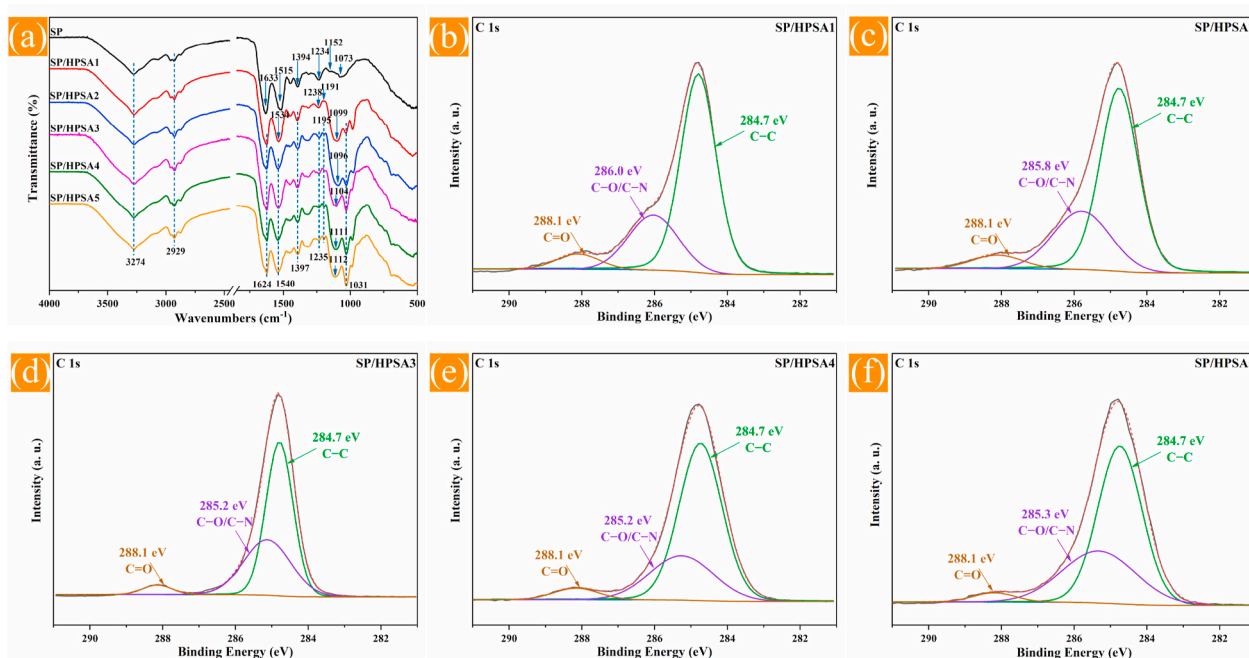 (a)
SP
SP/HPSA1
SP/HPSA2
SP/HPSA3
SP/HPSA4
SP/HPSA5
3274
2929
1633
1515
1394
1234
1152
1073
1534
1238
1191
1195
1099
1096
1104
1111
1112
1235
1397
1624
1540
1031
Transmittance (%)
4000 3500 3000 2500 1500 1000 500
Wavenumbers (cm⁻¹)
(b)
C 1s
SP/HPSA1
284.7 eV
C−C
286.0 eV
C−O/C−N
288.1 eV
C=O
Intensity (a. u.)
290 288 286 284 282
Binding Energy (eV)
(c)
C 1s
SP/HPSA
284.7 eV
C−C
285.8 eV
C−O/C−N
288.1 eV
C=O
Intensity (a. u.)
290 288 286 284 282
Binding Energy (eV)
(d)
C 1s
SP/HPSA3
284.7 eV
C−C
285.2 eV
C−O/C−N
288.1 eV
C=O
Intensity (a. u.)
290 288 286 284 282
Binding Energy (eV)
(e)
C 1s
SP/HPSA4
284.7 eV
C−C
285.2 eV
C−O/C−N
288.1 eV
C=O
Intensity (a. u.)
290 288 286 284 282
Binding Energy (eV)
(f)
C 1s
SP/HPSA
284.7 eV
C−C
285.3 eV
C−O/C−N
288.1 eV
C=O
Intensity (a. u.)
290 288 286 284 282
Binding Energy (eV)